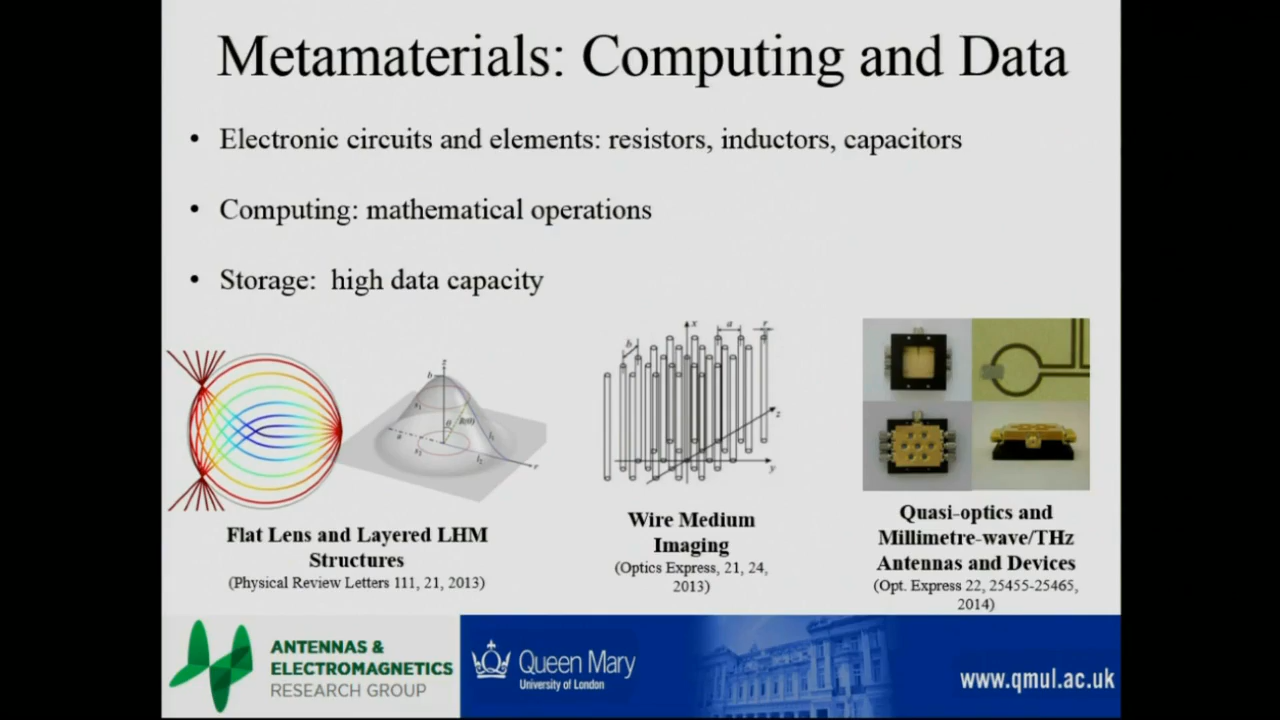 Metamaterials: Computing and Data
• Electronic circuits and elements: resistors, inductors, capacitors
• Computing: mathematical operations
• Storage: high data capacity
Flat Lens and Layered LHM
Structures
(Physical Review Letters 111, 21, 2013)
x
a
r
b
z
y
Wire Medium
Imaging
(Optics Express, 21, 24,
2013)
Quasi-optics and
Millimetre-wave/THz
Antennas and Devices
(Opt. Express 22, 25455-25465,
2014)
ANTENNAS &
ELECTROMAGNETICS
RESEARCH GROUP
Queen Mary
University of London
www.qmul.ac.uk